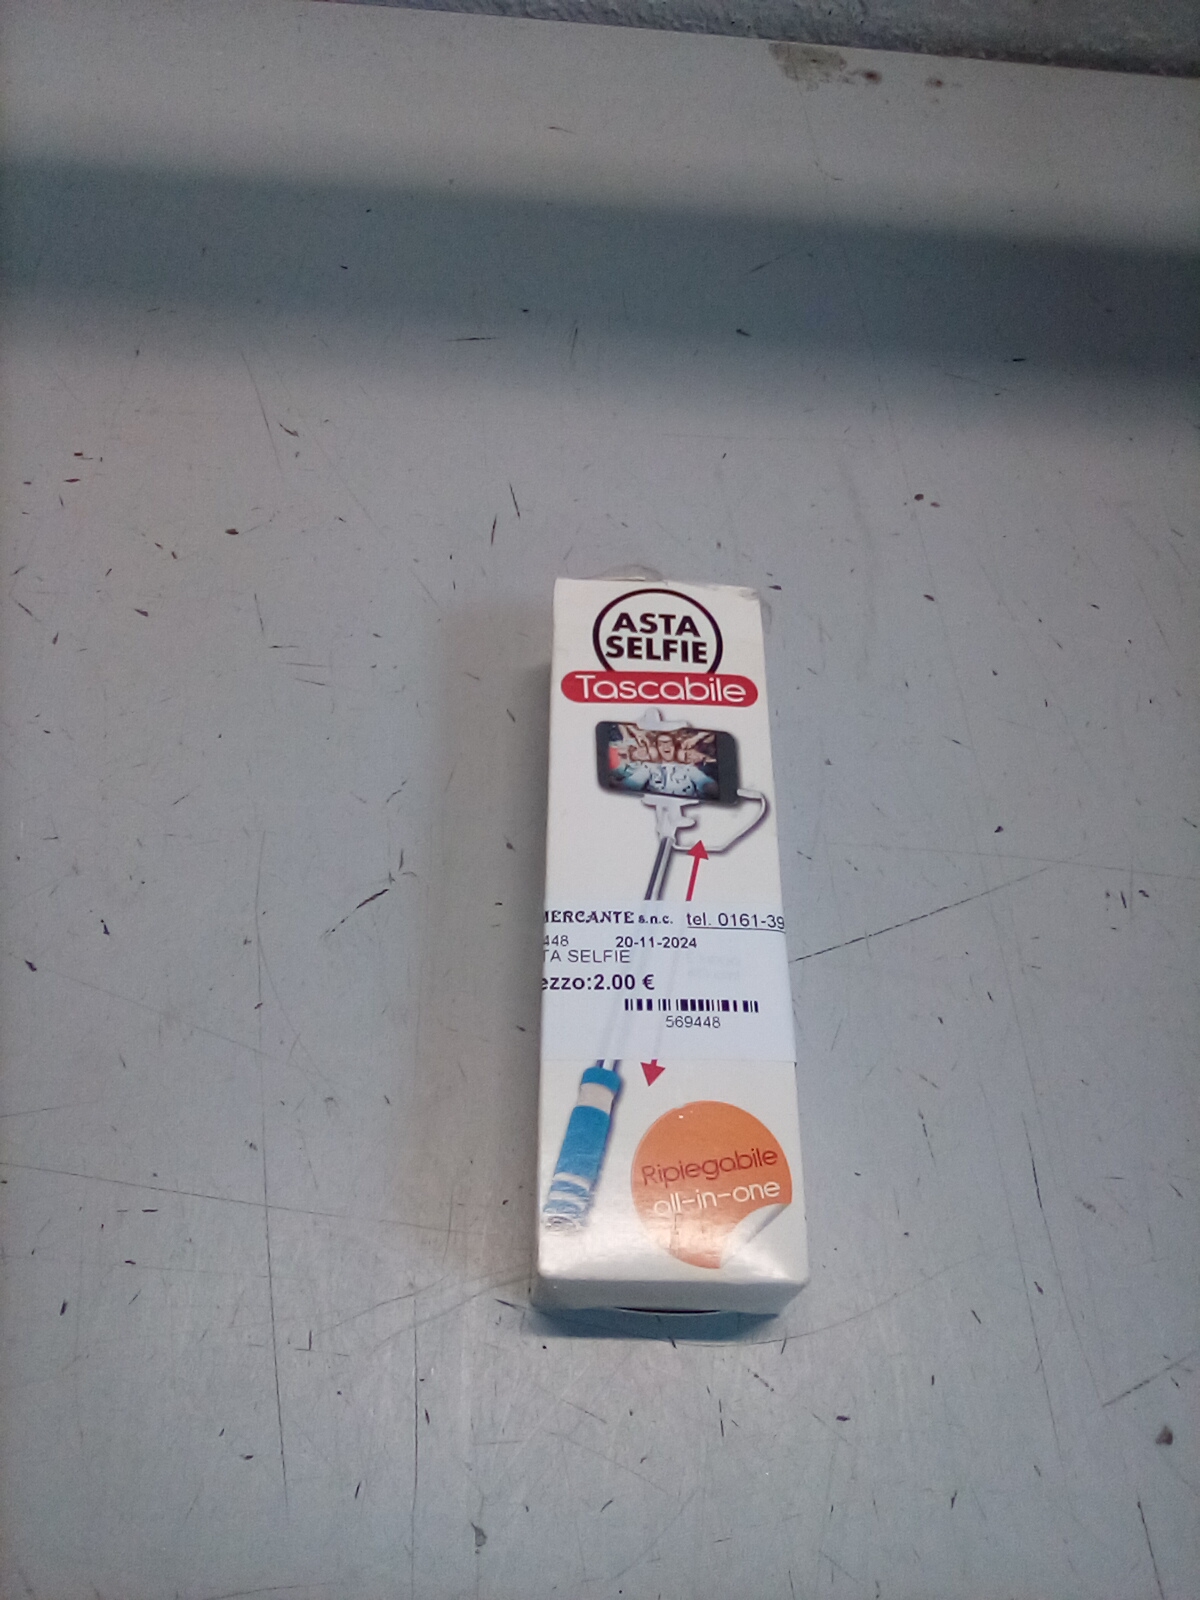 ASTA
SELFIE
Tascabile
MERCANTE s.n.c. tel. 0161-39
448 20-11-2024
TA SELFIE
ezzo:2.00 €
569448
Ripiegabile
all-in-one